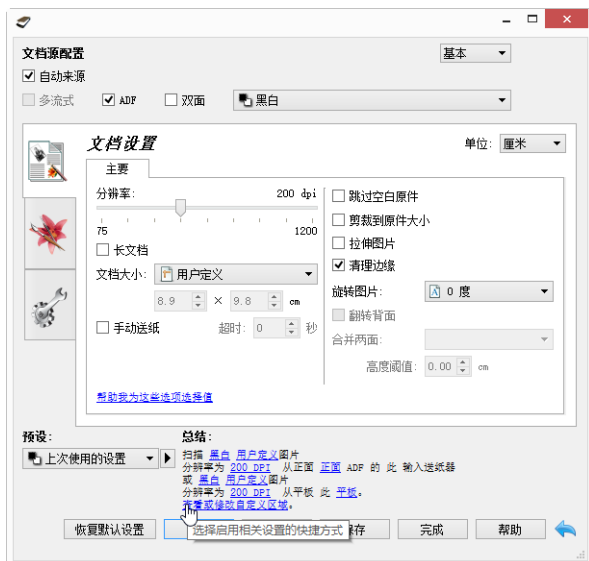 文档源配置
基本
自动来源
多流式
ADF
双面
黑白
文档设置
单位：
厘米
主要
分辨率：
200 dpi
75
1200
长文档
文档大小：
用户定义
8.9 × 9.8 cm
手动送纸
超时： 0 秒
帮助我为这些选项选择值
跳过空白原件
剪裁到原件大小
拉伸图片
清理边缘
旋转图片：
0 度
翻转背面
合并两面：
高度阈值： 0.00 cm
预设：
上次使用的设置
总结：
扫描 黑白 用户定义图片
分辨率为 200 DPI 从正面 正面 ADF 的 此 输入送纸器
或 黑白 用户定义图片
分辨率为 200 DPI 从平板 此 平板。
查看或修改自定义区域。
恢复默认设置
选择启用相关设置的快捷方式
存
完成
帮助